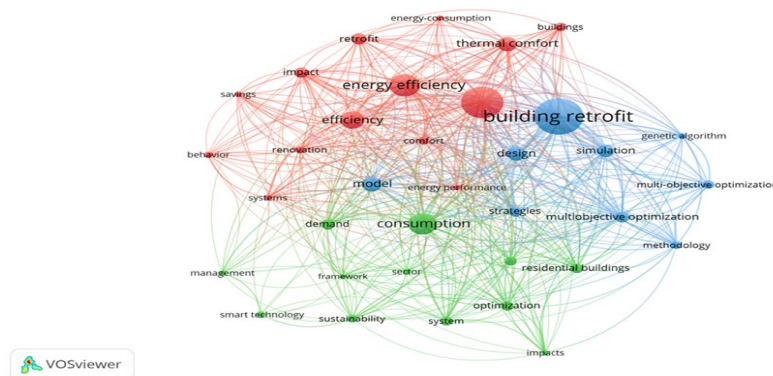 energy-consumption
buildings
retrofit
thermal comfort
impact
energy efficiency
savings
building retrofit
efficiency
genetic algorithm
comfort
renovation
design
simulation
behavior
model
energy performance
multi-objective optimization
systems
strategies
multiobjective optimization
demand
consumption
methodology
management
framework
sector
residential buildings
smart technology
sustainability
system
optimization
impacts
VOSviewer